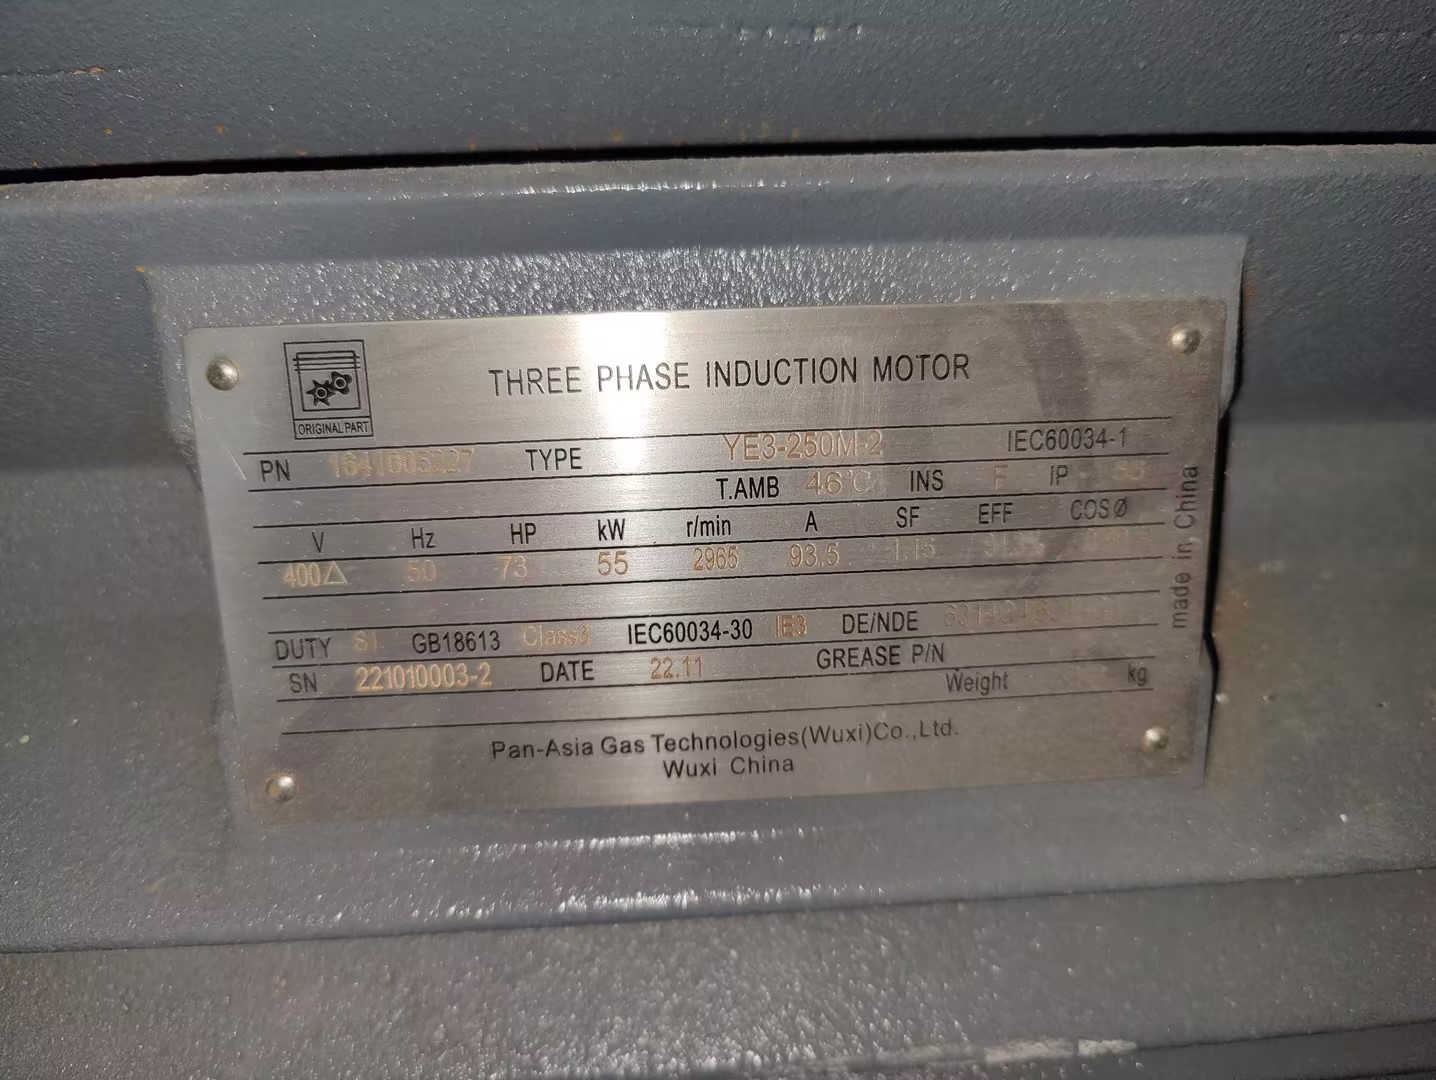 THREE PHASE INDUCTION MOTOR
ORIGINAL PART
PN 1641005227 TYPE YE3-250M-2 IEC60034-1
T.AMB 46°C INS F IP
V Hz HP kW r/min A SF EFF COSØ
400△ 50 73 55 2965 93.5 1.15
DUTY S1 GB18613 Class3 IEC60034-30 IE3 DE/NDE
SN 221010003-2 DATE 22.11 GREASE P/N
Weight kg
Pan-Asia Gas Technologies(Wuxi)Co.,Ltd.
Wuxi China
made in China